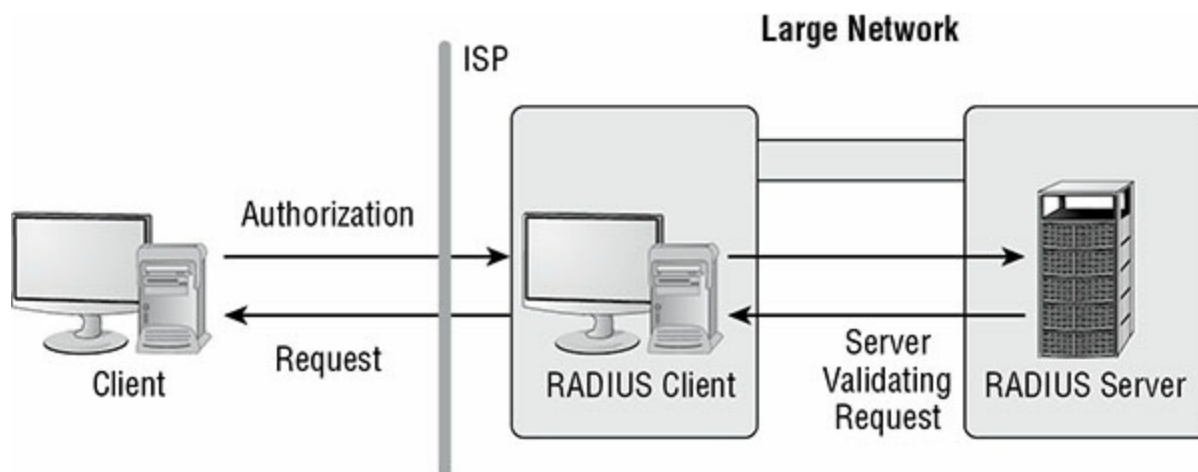 Large Network
ISP
Authorization
Request
Client
RADIUS Client
Server
Validating
Request
RADIUS Server